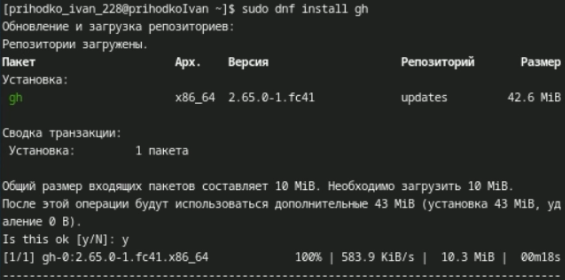 [prihodko_ivan_228@prihodkoIvan ~]$ sudo dnf install gh
Обновление и загрузка репозиториев:
Репозитории загружены.
Пакет Арх. Версия Репозиторий Размер
Установка:
gh x86_64 2.65.0-1.fc41 updates 42.6 MiB
Сводка транзакции:
Установка: 1 пакета
Общий размер входящих пакетов составляет 10 MiB. Необходимо загрузить 10 MiB.
После этой операции будут использоваться дополнительные 43 MiB (установка 43 MiB, уд
аление 0 B).
Is this ok [y/N]: y
[1/1] gh-0:2.65.0-1.fc41.x86_64 100% | 583.9 KiB/s | 10.3 MiB | 00m18s
--------------------------------------------------------------------------------